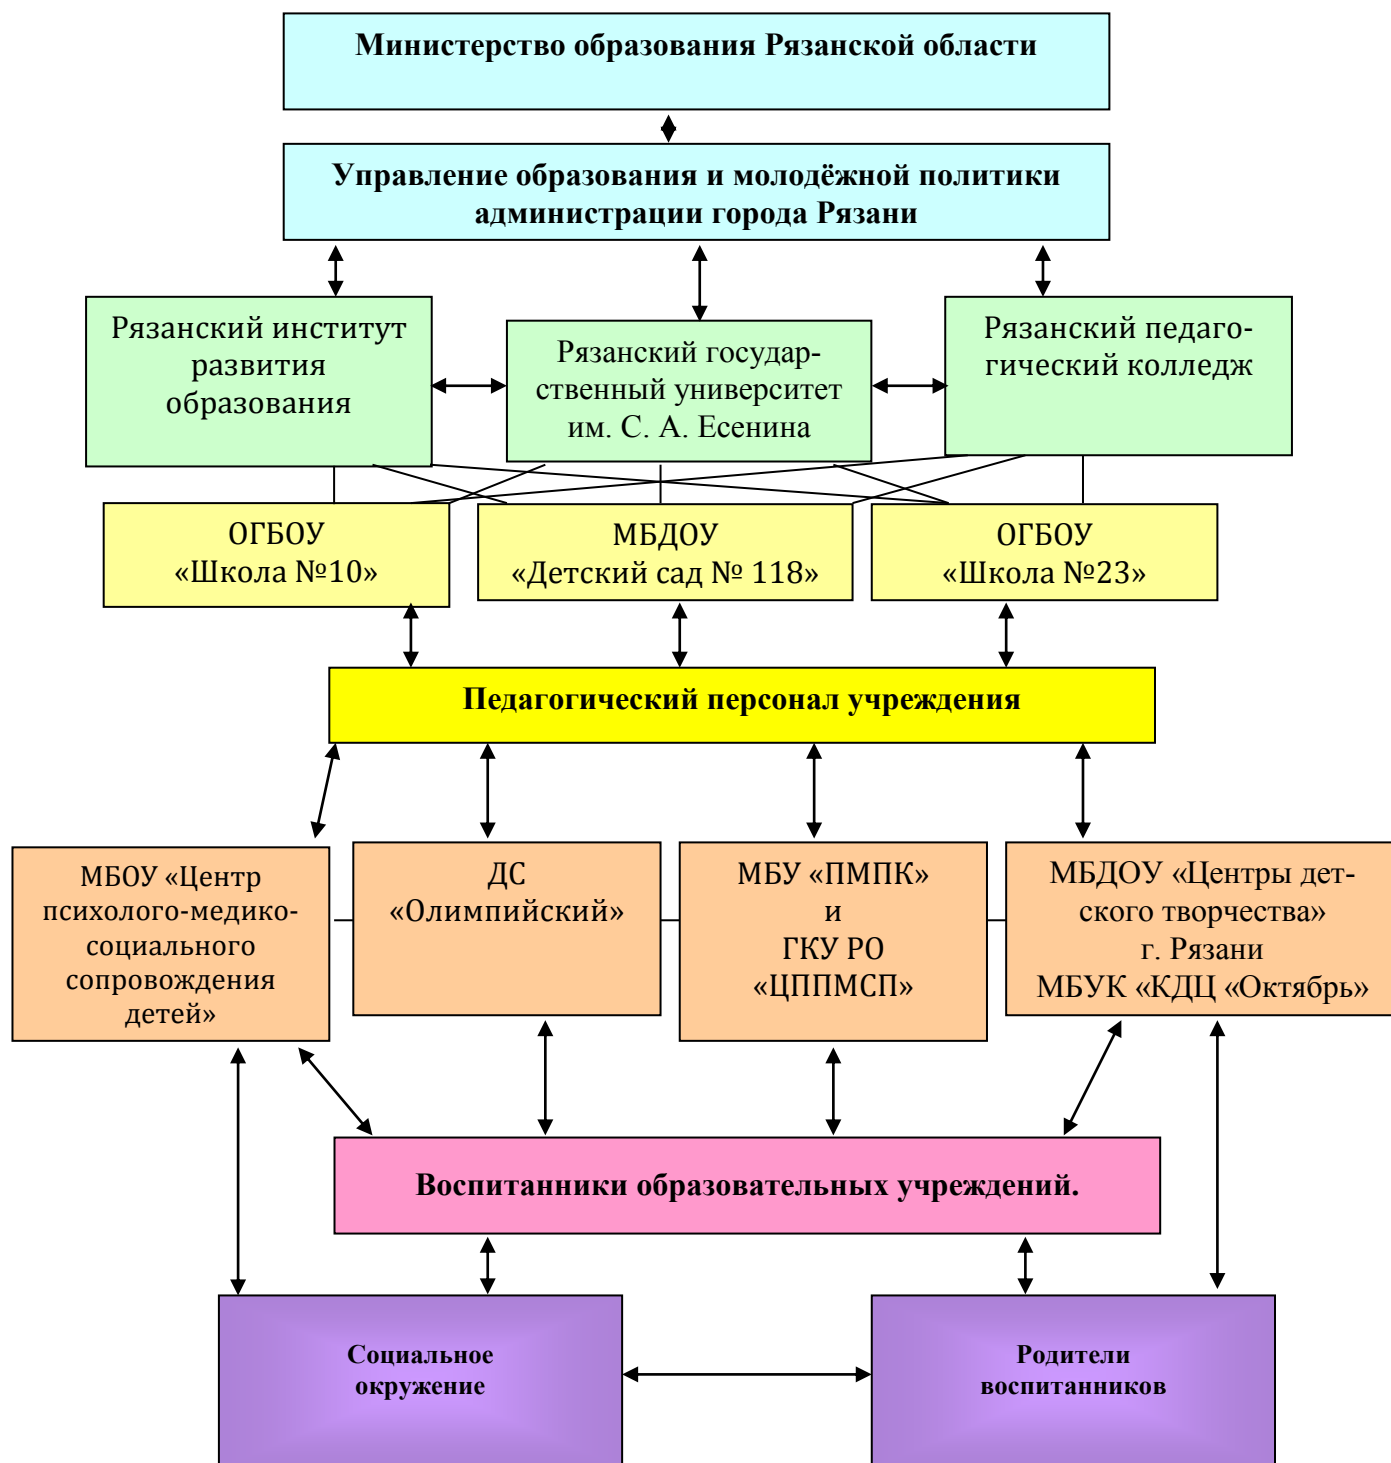 Министерство образования Рязанской области
Управление образования и молодёжной политики
администрации города Рязани
Рязанский институт
развития
образования
Рязанский государ-
ственный университет
им. С. А. Есенина
Рязанский педаго-
гический колледж
ОГБОУ
«Школа №10»
МБДОУ
«Детский сад № 118»
ОГБОУ
«Школа №23»
Педагогический персонал учреждения
МБОУ «Центр
психолого-медико-
социального
сопровождения
детей»
ДС
«Олимпийский»
МБУ «ПМПК»
и
ГКУ РО
«ЦППМСП»
МБДОУ «Центры дет-
ского творчества»
г. Рязани
МБУК «КДЦ «Октябрь»
Воспитанники образовательных учреждений.
Социальное
окружение
Родители
воспитанников